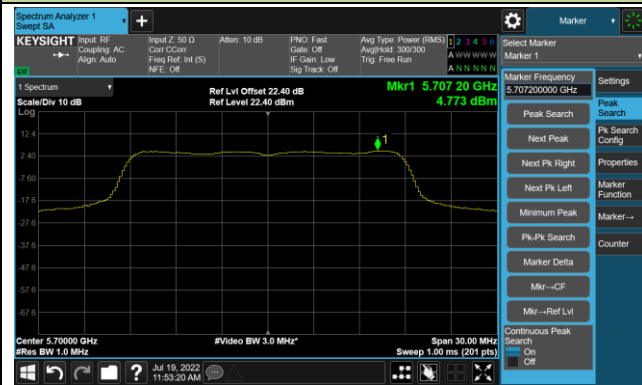 Spectrum Analyzer 1
Swept SA
Marker
KEYSIGHT
Input: RF
Coupling: AC
Align: Auto
Input Z: 50 Ω
Corr CCorr
Freq Ref: Int (S)
NFE: Off
Atten: 10 dB
PNO: Fast
Gate: Off
IF Gain: Low
Sig Track: Off
Avg Type: Power (RMS)
Avg|Hold: 300/300
Trig: Free Run
1 2 3 4 5 6
A W W W W W
A N N N N N
Select Marker
Marker 1
LXI
1 Spectrum
Scale/Div 10 dB
Log
Ref Lvl Offset 22.40 dB
Ref Level 22.40 dBm
Mkr1 5.707 20 GHz
4.773 dBm
12.4
2.40
-7.60
-17.6
-27.6
-37.6
-47.6
-57.6
-67.6
1
Center 5.70000 GHz
#Res BW 1.0 MHz
#Video BW 3.0 MHz*
Span 30.00 MHz
Sweep 1.00 ms (201 pts)
Marker Frequency
5.707200000 GHz
Peak Search
Next Peak
Next Pk Right
Next Pk Left
Minimum Peak
Pk-Pk Search
Marker Delta
Mkr→CF
Mkr→Ref Lvl
Continuous Peak
Search
On
Off
Settings
Peak
Search
Pk Search
Config
Properties
Marker
Function
Marker→
Counter
Jul 19, 2022
11:53:20 AM